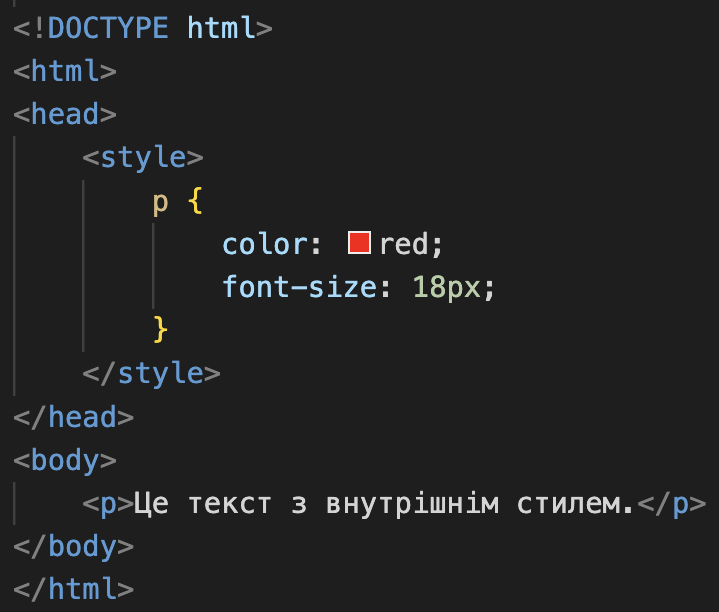 <!DOCTYPE html>
<html>
<head>
    <style>
        p {
            color: red;
            font-size: 18px;
        }
    </style>
</head>
<body>
    <p>Це текст з внутрішнім стилем.</p>
</body>
</html>